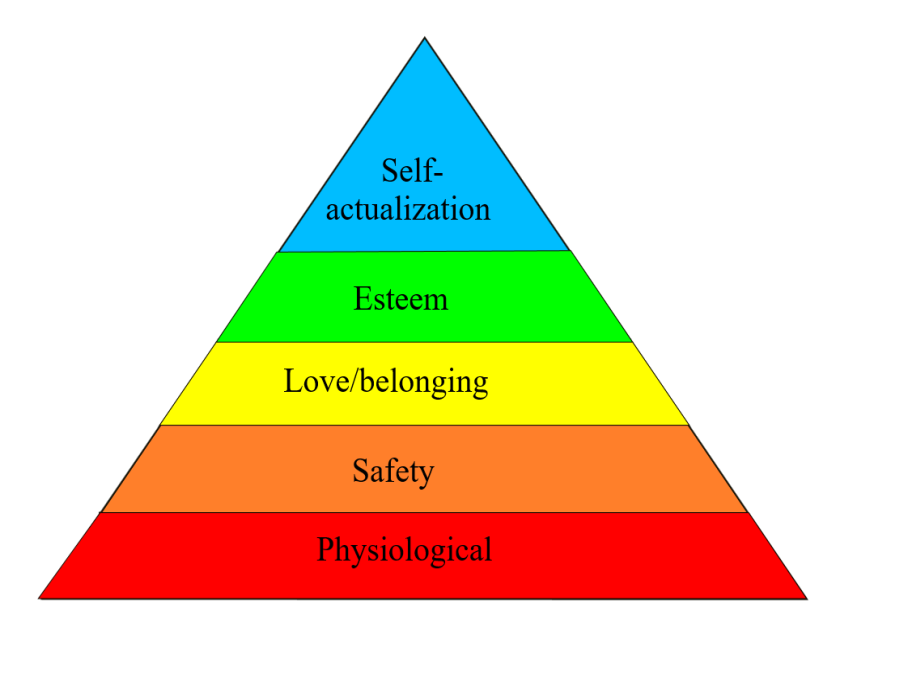 Self-
actualization
Esteem
Love/belonging
Safety
Physiological